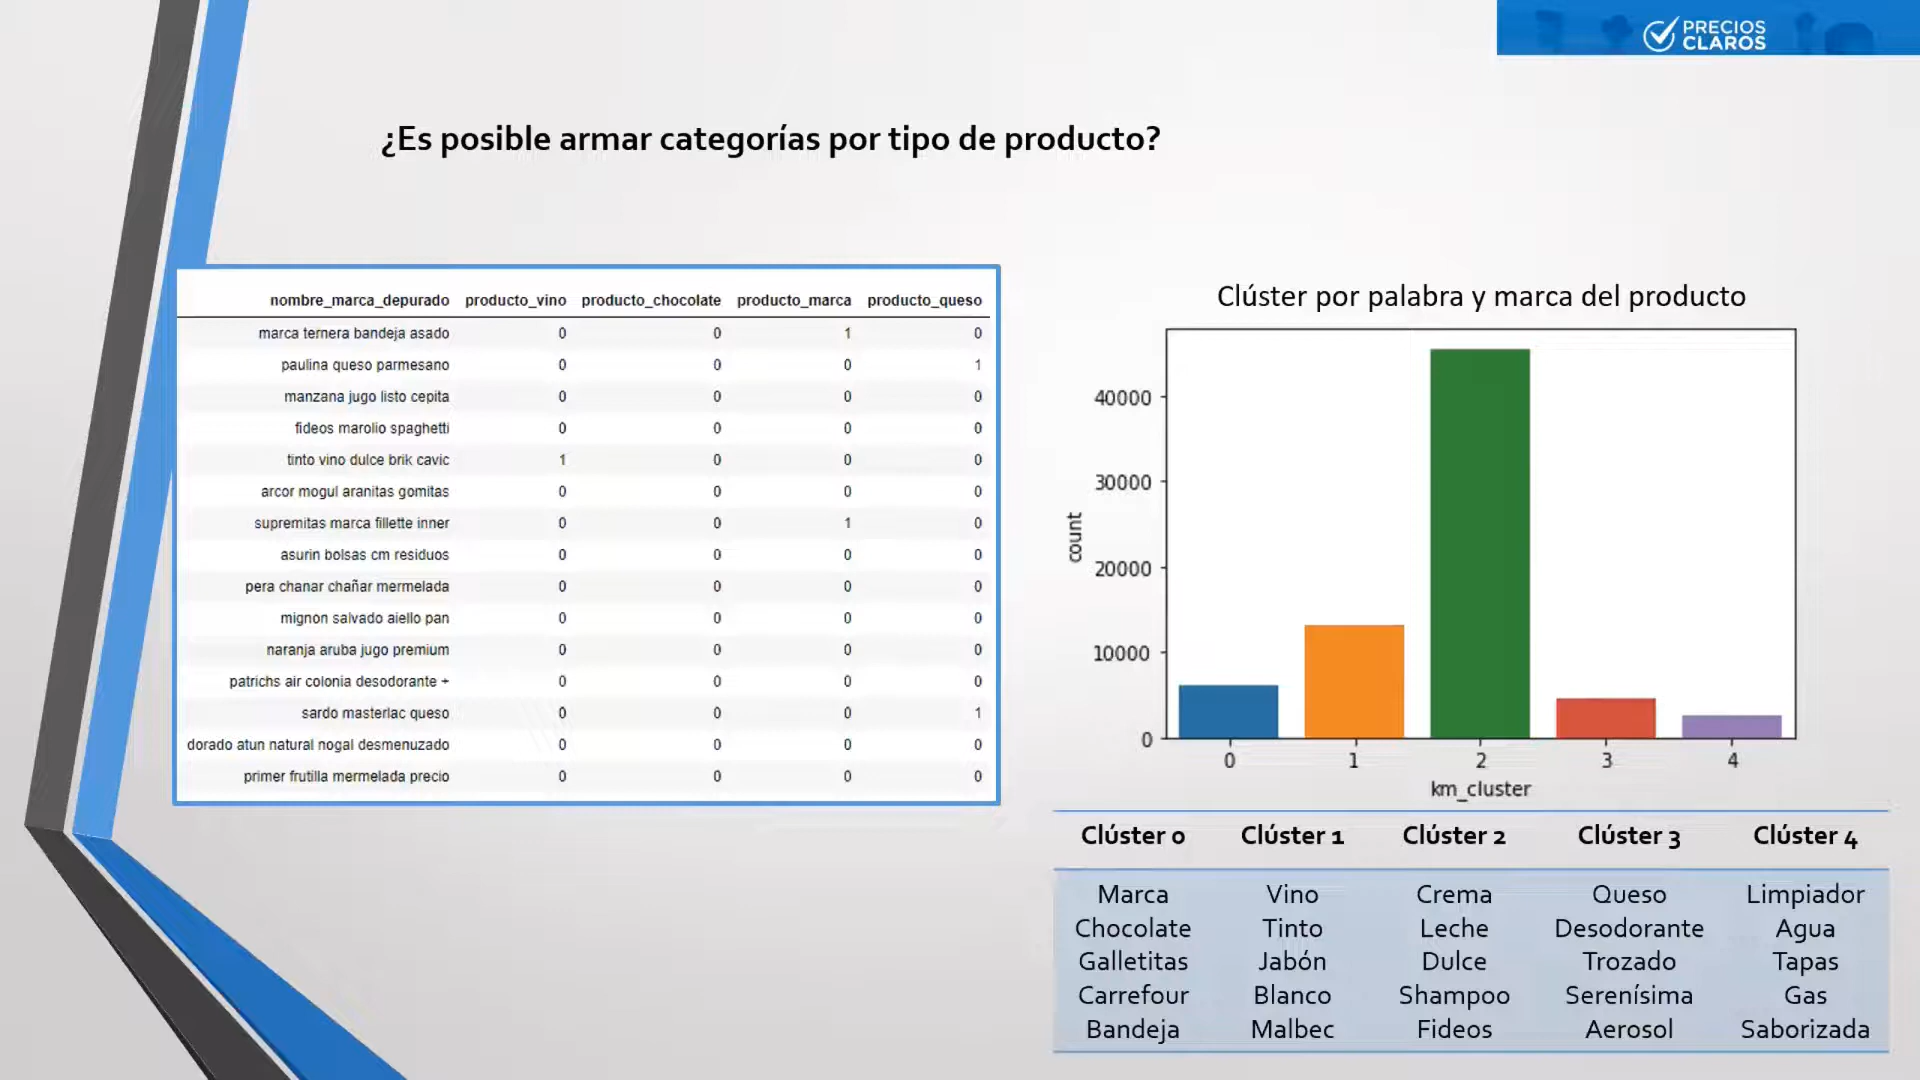 PRECIOS
CLAROS
¿Es posible armar categorías por tipo de producto?
nombre_marca_depurado producto_vino producto_chocolate producto_marca producto_queso
marca ternera bandeja asado 0 0 1 0
paulina queso parmesano 0 0 0 1
manzana jugo listo cepita 0 0 0 0
fideos marolio spaghetti 0 0 0 0
tinto vino dulce brik cavic 1 0 0 0
arcor mogul aranitas gomitas 0 0 0 0
supremitas marca fillette inner 0 0 1 0
asurin bolsas cm residuos 0 0 0 0
pera chanar chañar mermelada 0 0 0 0
mignon salvado aiello pan 0 0 0 0
naranja aruba jugo premium 0 0 0 0
patrichs air colonia desodorante + 0 0 0 0
sardo masterlac queso 0 0 0 1
dorado atun natural nogal desmenuzado 0 0 0 0
primer frutilla mermelada precio 0 0 0 0
Clúster por palabra y marca del producto
40000
30000
20000
10000
0
count
0 1 2 3 4
km_cluster
Clúster 0 Clúster 1 Clúster 2 Clúster 3 Clúster 4
Marca Vino Crema Queso Limpiador
Chocolate Tinto Leche Desodorante Agua
Galletitas Jabón Dulce Trozado Tapas
Carrefour Blanco Shampoo Serenísima Gas
Bandeja Malbec Fideos Aerosol Saborizada